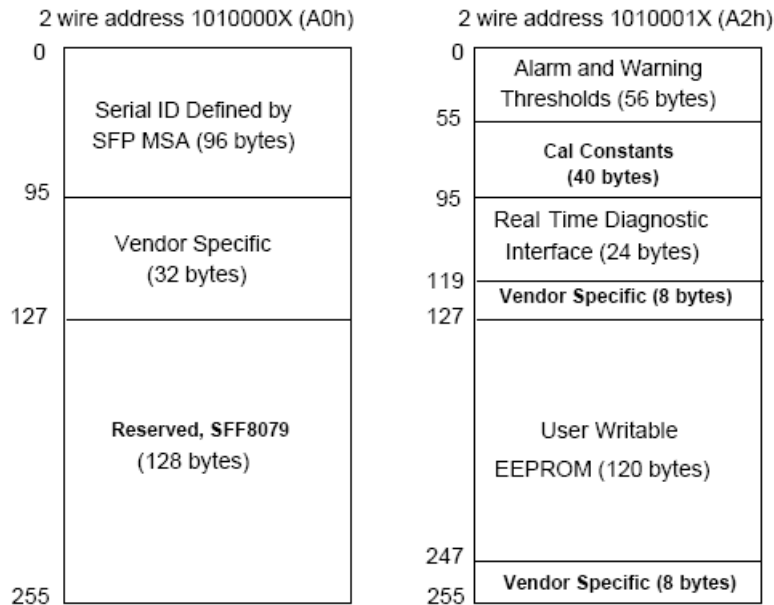 2 wire address 1010000X (A0h)
0
Serial ID Defined by
SFP MSA (96 bytes)
95
Vendor Specific
(32 bytes)
127
Reserved, SFF8079
(128 bytes)
255
2 wire address 1010001X (A2h)
0
Alarm and Warning
Thresholds (56 bytes)
55
Cal Constants
(40 bytes)
95
Real Time Diagnostic
Interface (24 bytes)
119
Vendor Specific (8 bytes)
127
User Writable
EEPROM (120 bytes)
247
Vendor Specific (8 bytes)
255